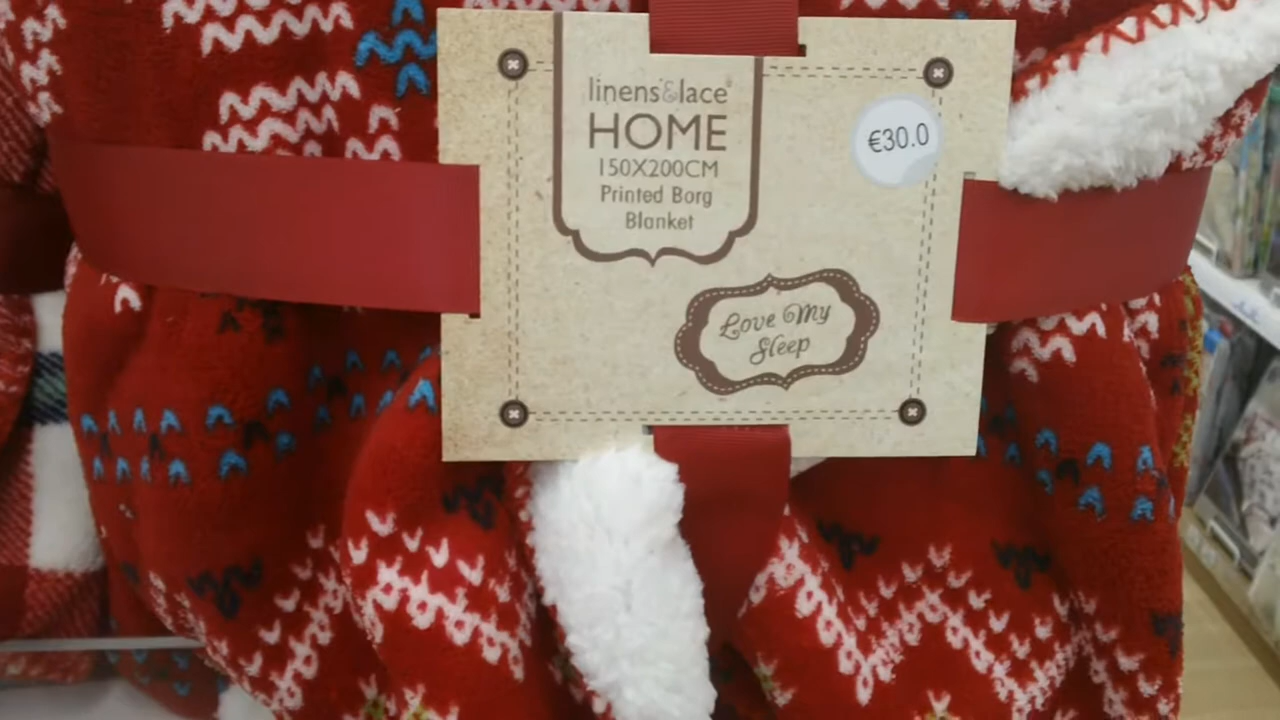 linens&lace®
HOME
150X200CM
Printed Borg
Blanket
€30.0
Love My
Sleep